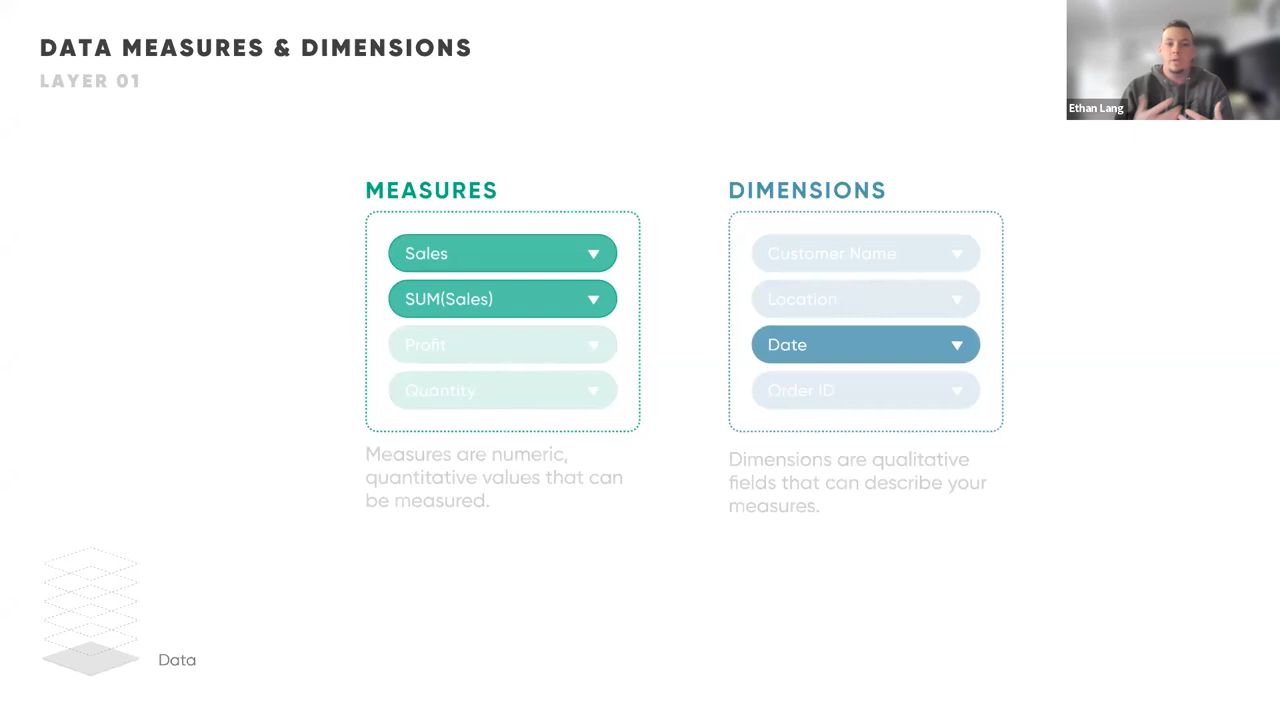 DATA MEASURES & DIMENSIONS
LAYER 01
Ethan Lang
MEASURES
Sales
SUM(Sales)
Profit
Quantity
Measures are numeric,
quantitative values that can
be measured.
DIMENSIONS
Customer Name
Location
Date
Order ID
Dimensions are qualitative
fields that can describe your
measures.
Data